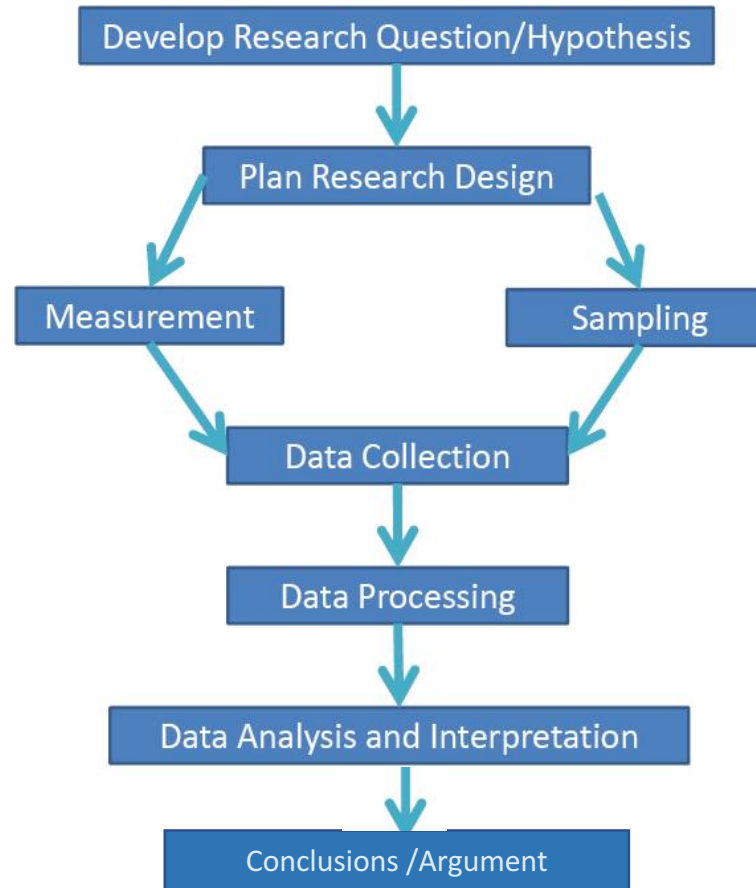 Develop Research Question/Hypothesis
Plan Research Design
Measurement
Sampling
Data Collection
Data Processing
Data Analysis and Interpretation
Conclusions /Argument